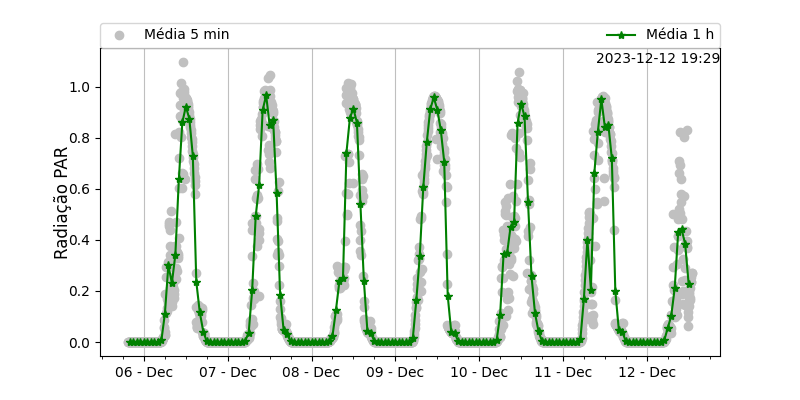 Média 5 min
Média 1 h
2023-12-12 19:29
Radiação PAR
1.0
0.8
0.6
0.4
0.2
0.0
06 - Dec
07 - Dec
08 - Dec
09 - Dec
10 - Dec
11 - Dec
12 - Dec